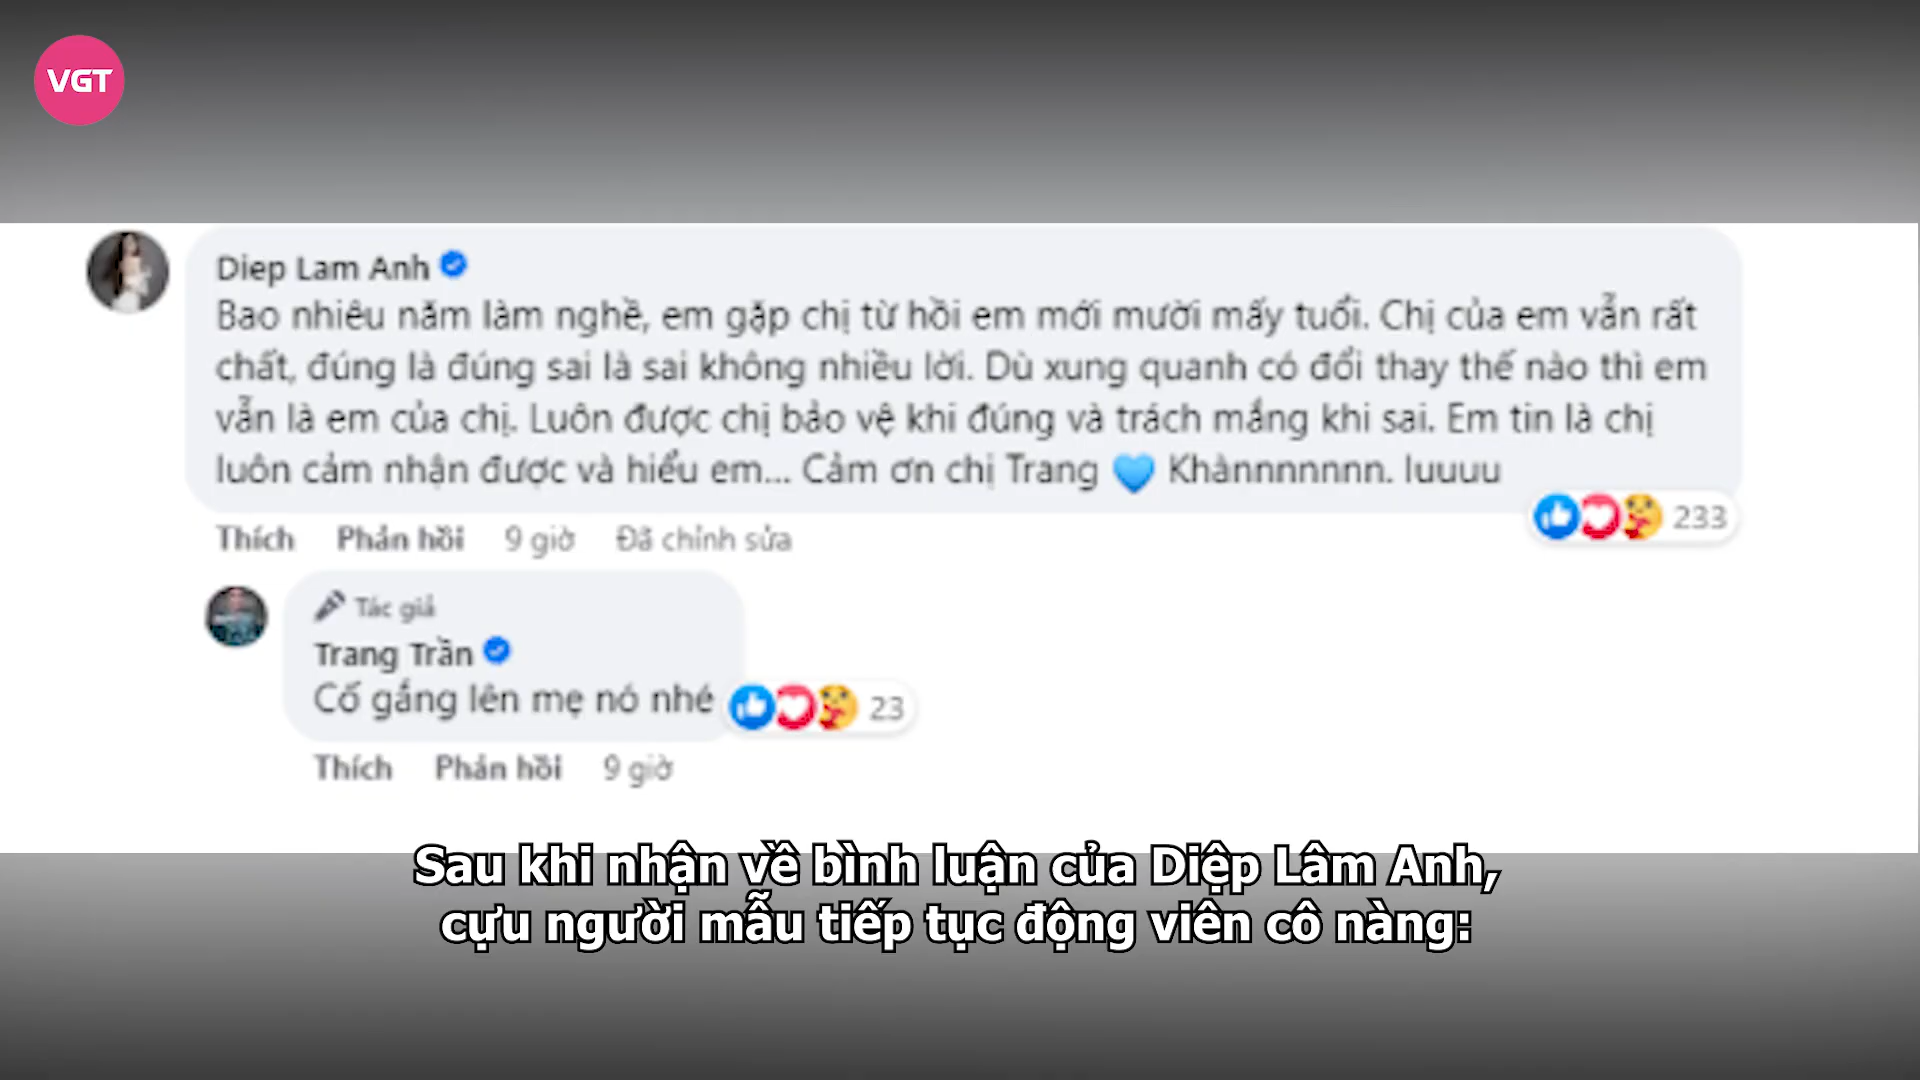 VGT
Diep Lam Anh
Bao nhiêu năm làm nghề, em gặp chị từ hồi em mới mười mấy tuổi. Chị của em vẫn rất
chất, đúng là đúng sai là sai không nhiều lời. Dù xung quanh có đổi thay thế nào thì em
vẫn là em của chị. Luôn được chị bảo vệ khi đúng và trách mắng khi sai. Em tin là chị
luôn cảm nhận được và hiểu em... Cảm ơn chị Trang 💙 Khànnnnnnn. Iuuuu
233
Thích Phản hồi 9 giờ Đã chỉnh sửa
Tác giả
Trang Trần
Cố gắng lên mẹ nó nhé
23
Thích Phản hồi 9 giờ
Sau khi nhận về bình luận của Diệp Lâm Anh,
cựu người mẫu tiếp tục động viên cô nàng: